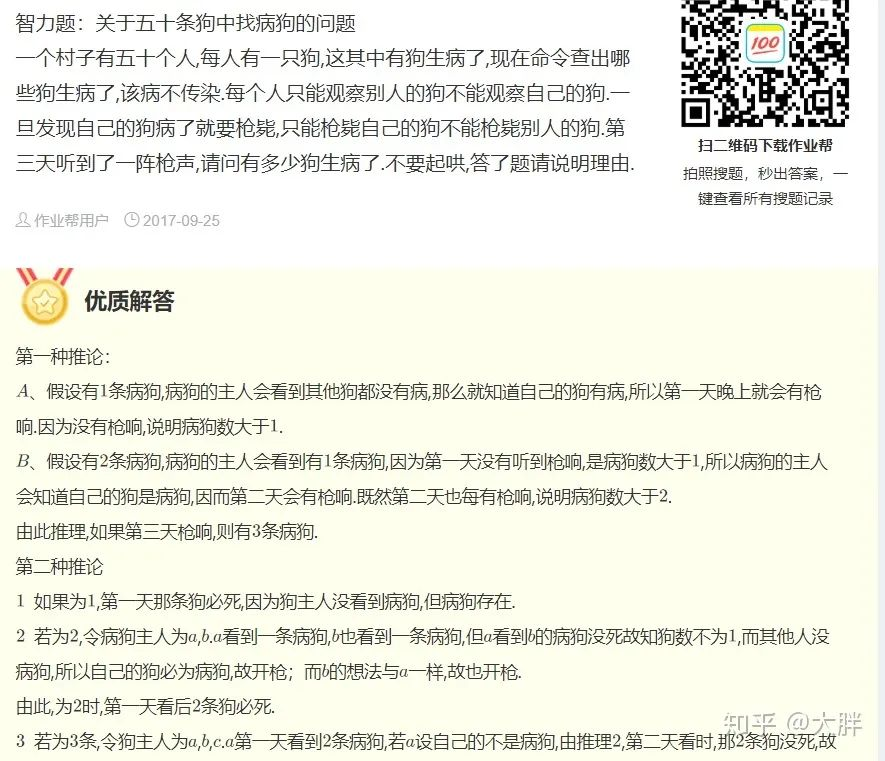 智力题：关于五十条狗中找病狗的问题
一个村子有五十个人,每人有一只狗,这其中有狗生病了,现在命令查出哪
些狗生病了,该病不传染.每个人只能观察别人的狗不能观察自己的狗.一
旦发现自己的狗病了就要枪毙,只能枪毙自己的狗不能枪毙别人的狗.第
三天听到了一阵枪声,请问有多少狗生病了.不要起哄,答了题请说明理由.
作业帮用户 2017-09-25
100
扫二维码下载作业帮
拍照搜题，秒出答案，一
键查看所有搜题记录
优质解答
第一种推论：
A、假设有1条病狗,病狗的主人会看到其他狗都没有病,那么就知道自己的狗有病,所以第一天晚上就会有枪
响.因为没有枪响,说明病狗数大于1.
B、假设有2条病狗,病狗的主人会看到有1条病狗,因为第一天没有听到枪响,是病狗数大于1,所以病狗的主人
会知道自己的狗是病狗,因而第二天会有枪响.既然第二天也每有枪响,说明病狗数大于2.
由此推理,如果第三天枪响,则有3条病狗.
第二种推论
1 如果为1,第一天那条狗必死,因为狗主人没看到病狗,但病狗存在.
2 若为2,令病狗主人为a,b.a看到一条病狗,b也看到一条病狗,但a看到b的病狗没死故知狗数不为1,而其他人没
病狗,所以自己的狗必为病狗,故开枪；而b的想法与a一样,故也开枪.
由此,为2时,第一天看后2条狗必死.
3 若为3条,令狗主人为a,b,c.a第一天看到2条病狗,若a设自己的不是病狗,由推理2,第二天看时,那2条狗没死,故
知乎 @大胖